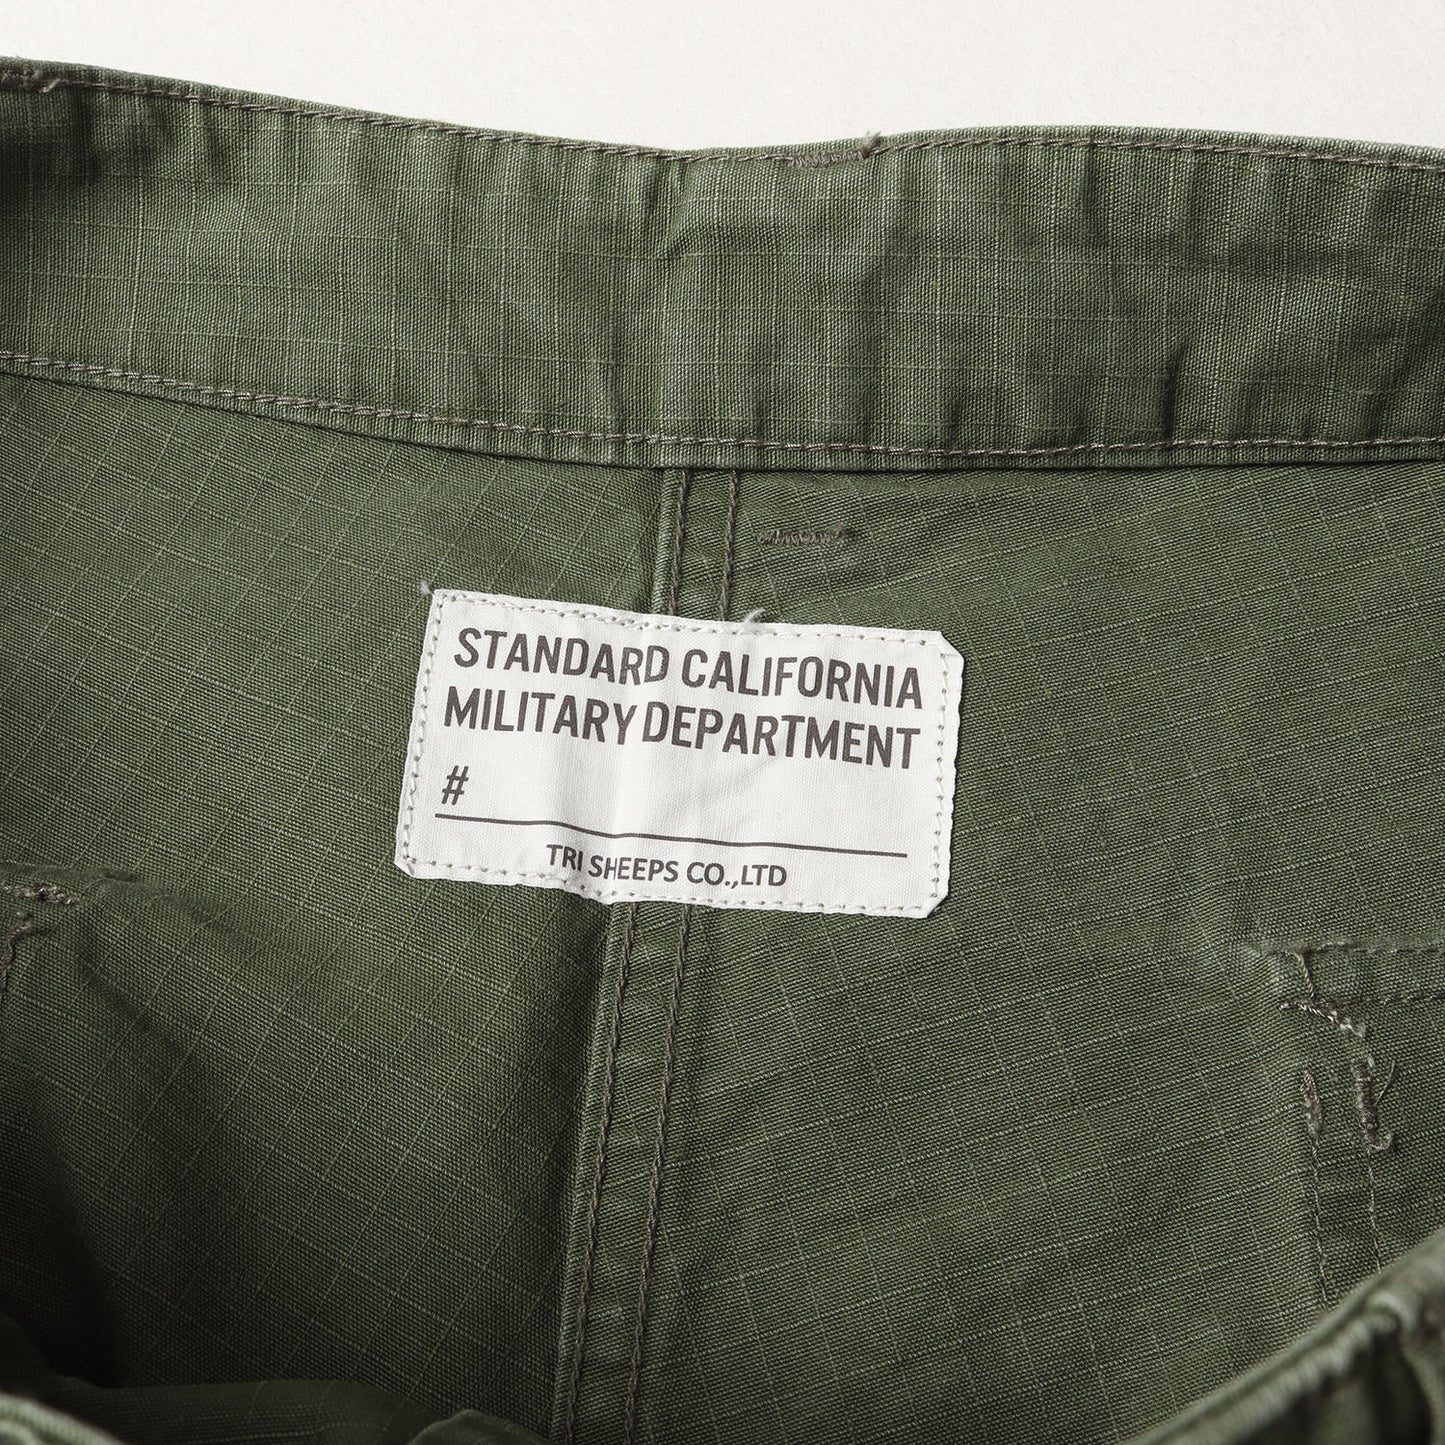 STANDARD CALIFORNIA
MILITARY DEPARTMENT
#
TRI SHEEPS CO.,LTD